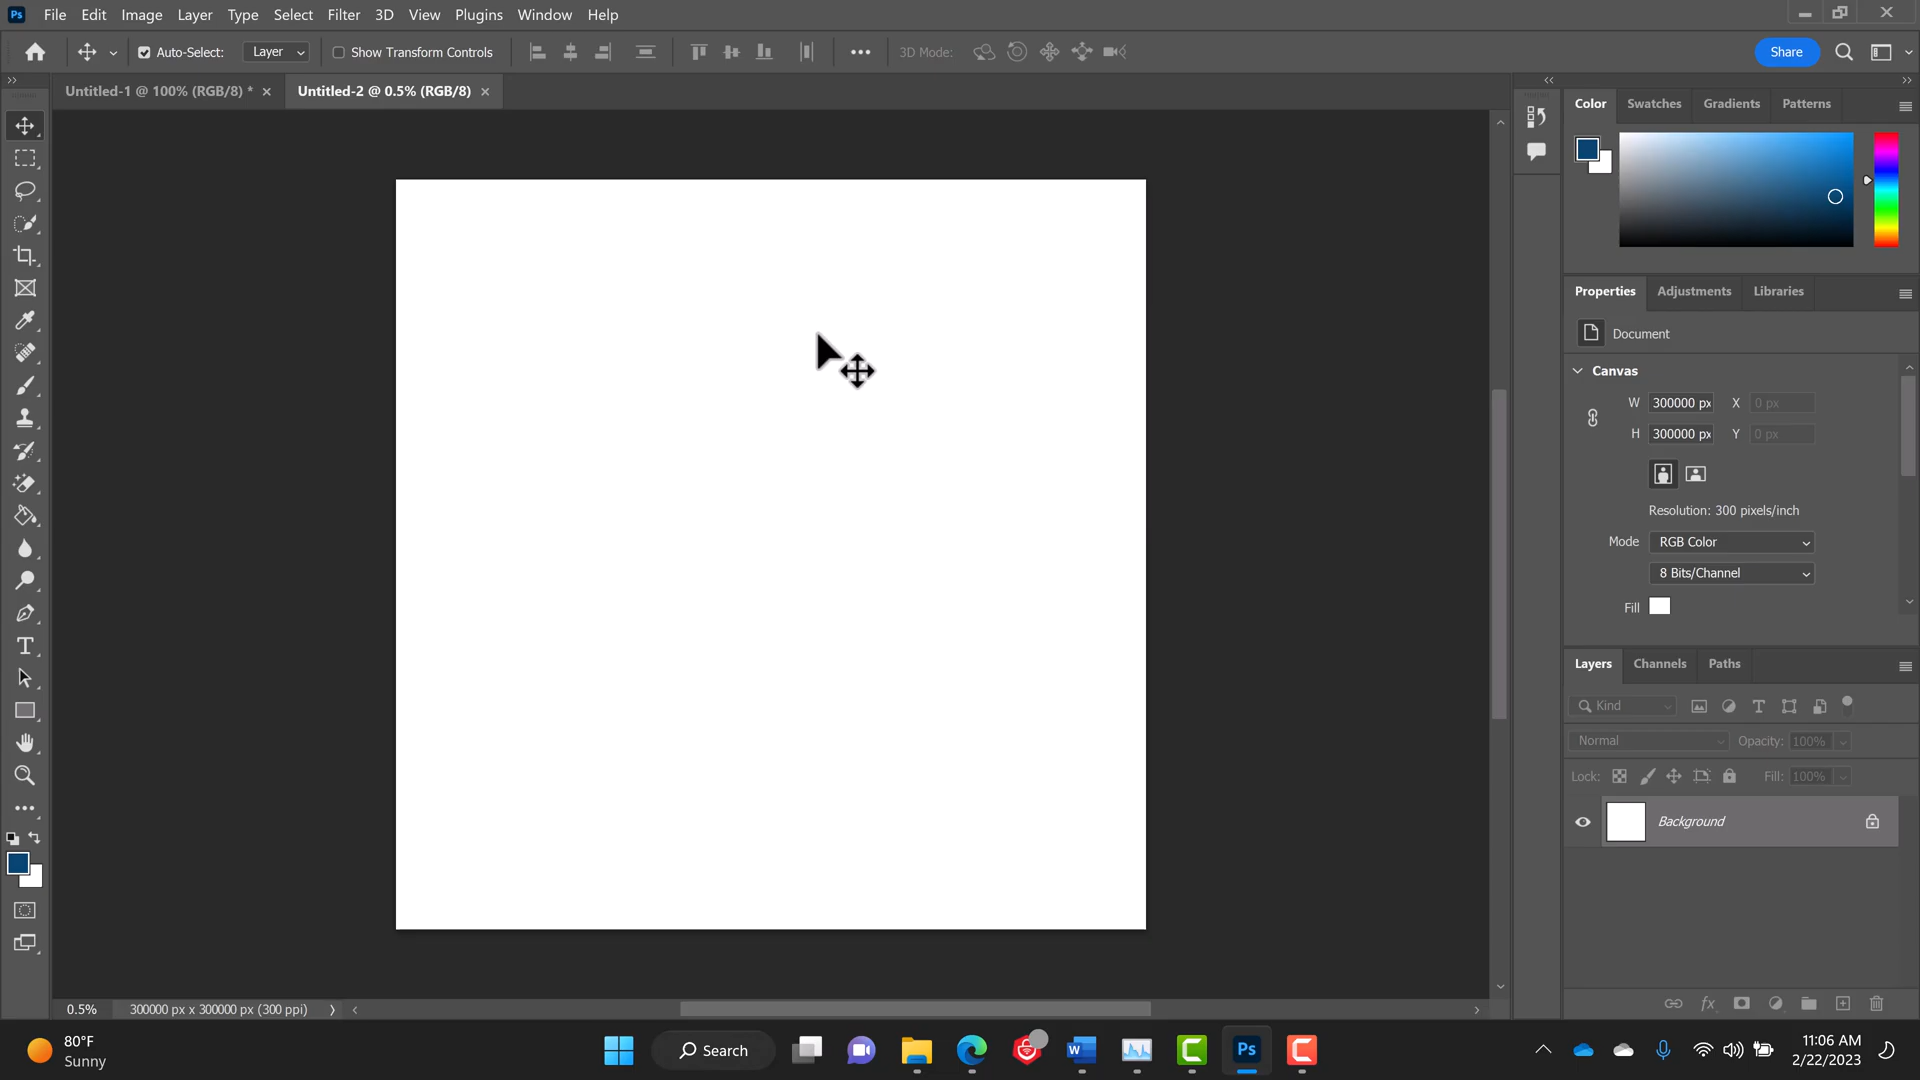 Ps File Edit Image Layer Type Select Filter 3D View Plugins Window Help
Auto-Select: Layer Show Transform Controls 3D Mode: Share
Untitled-1 @ 100% (RGB/8) * × Untitled-2 @ 0.5% (RGB/8) ×
Color Swatches Gradients Patterns
Properties Adjustments Libraries
Document
Canvas
W 300000 px X 0 px
H 300000 px Y 0 px
Resolution: 300 pixels/inch
Mode RGB Color
8 Bits/Channel
Fill
Layers Channels Paths
Kind
Normal Opacity: 100%
Lock: Fill: 100%
Background
0.5% 300000 px x 300000 px (300 ppi)
fx
80°F
Sunny
Search
W
Ps
11:06 AM
2/22/2023